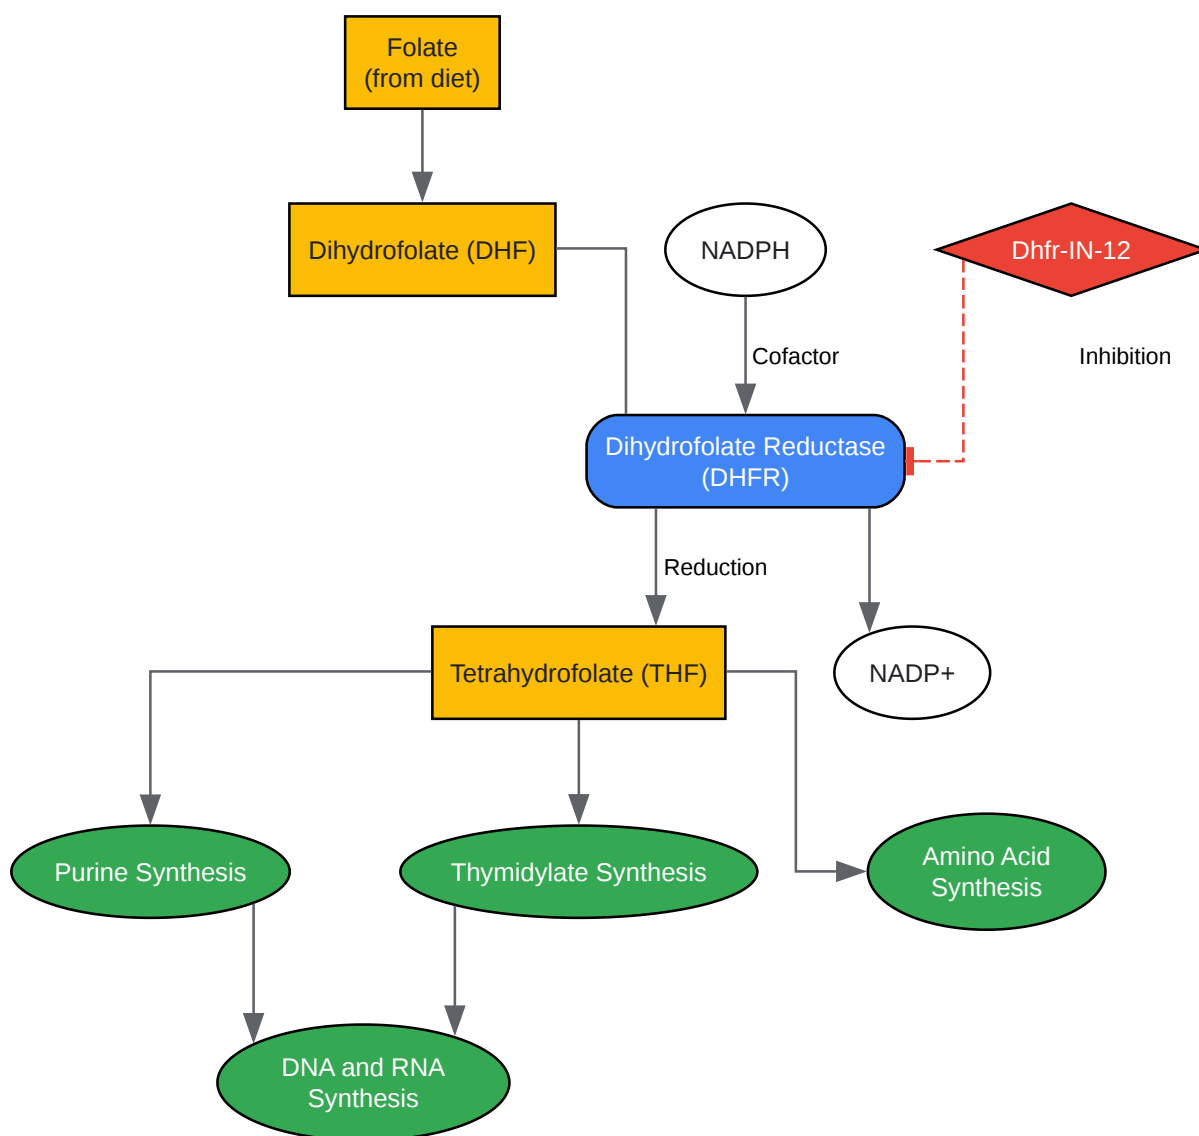 Folate
(from diet)
Dihydrofolate (DHF)
NADPH
Dhfr-IN-12
Cofactor
Inhibition
Dihydrofolate Reductase
(DHFR)
Reduction
Tetrahydrofolate (THF)
NADP+
Purine Synthesis
Thymidylate Synthesis
Amino Acid
Synthesis
DNA and RNA
Synthesis